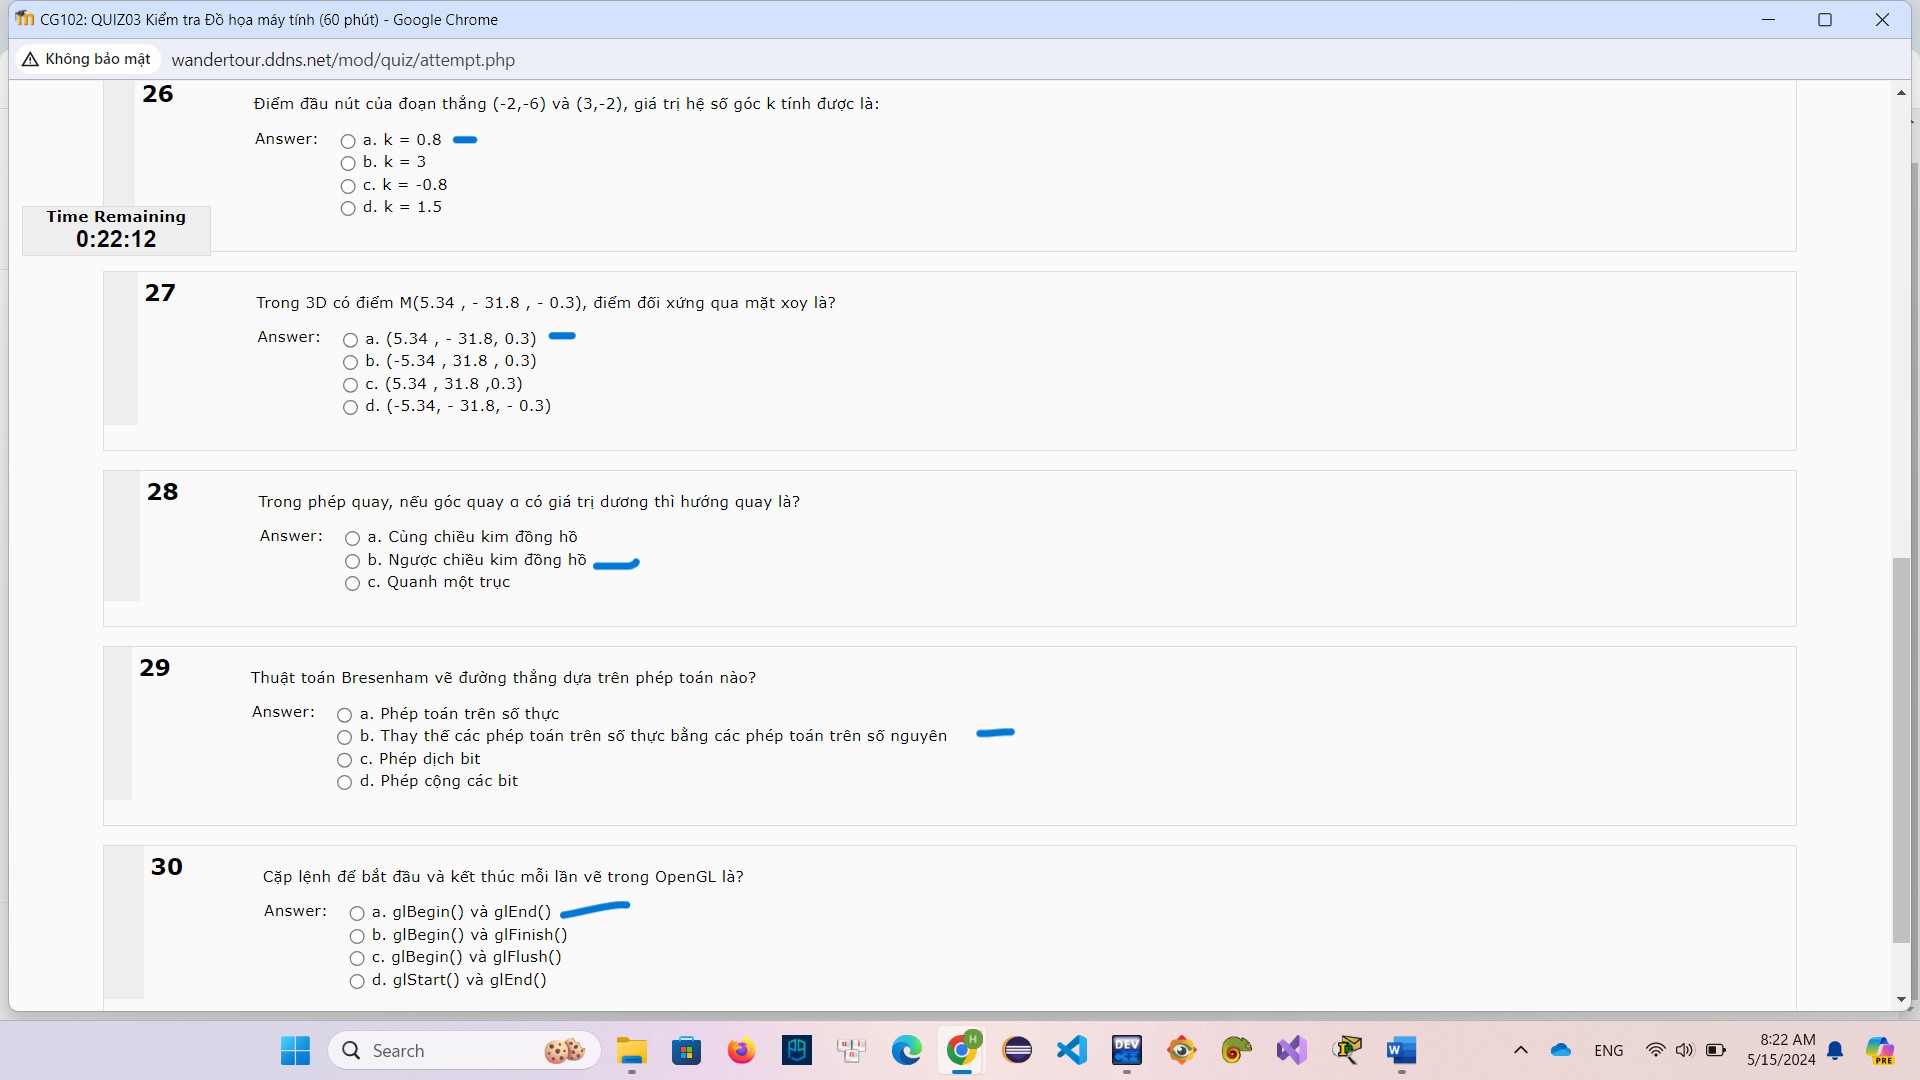 CG102: QUIZ03 Kiểm tra Đồ họa máy tính (60 phút) - Google Chrome
Không bảo mật
wandertour.ddns.net/mod/quiz/attempt.php
26
Điểm đầu nút của đoạn thẳng (-2,-6) và (3,-2), giá trị hệ số góc k tính được là:
Answer:
a. k = 0.8
b. k = 3
c. k = -0.8
d. k = 1.5
Time Remaining
0:22:12
27
Trong 3D có điểm M(5.34 , - 31.8 , - 0.3), điểm đối xứng qua mặt xoy là?
Answer:
a. (5.34 , - 31.8, 0.3)
b. (-5.34 , 31.8 , 0.3)
c. (5.34 , 31.8 ,0.3)
d. (-5.34, - 31.8, - 0.3)
28
Trong phép quay, nếu góc quay α có giá trị dương thì hướng quay là?
Answer:
a. Cùng chiều kim đồng hồ
b. Ngược chiều kim đồng hồ
c. Quanh một trục
29
Thuật toán Bresenham vẽ đường thẳng dựa trên phép toán nào?
Answer:
a. Phép toán trên số thực
b. Thay thế các phép toán trên số thực bằng các phép toán trên số nguyên
c. Phép dịch bit
d. Phép cộng các bit
30
Cặp lệnh để bắt đầu và kết thúc mỗi lần vẽ trong OpenGL là?
Answer:
a. glBegin() và glEnd()
b. glBegin() và glFinish()
c. glBegin() và glFlush()
d. glStart() và glEnd()
Search
H
DEV
W
ENG
8:22 AM
5/15/2024
PRE